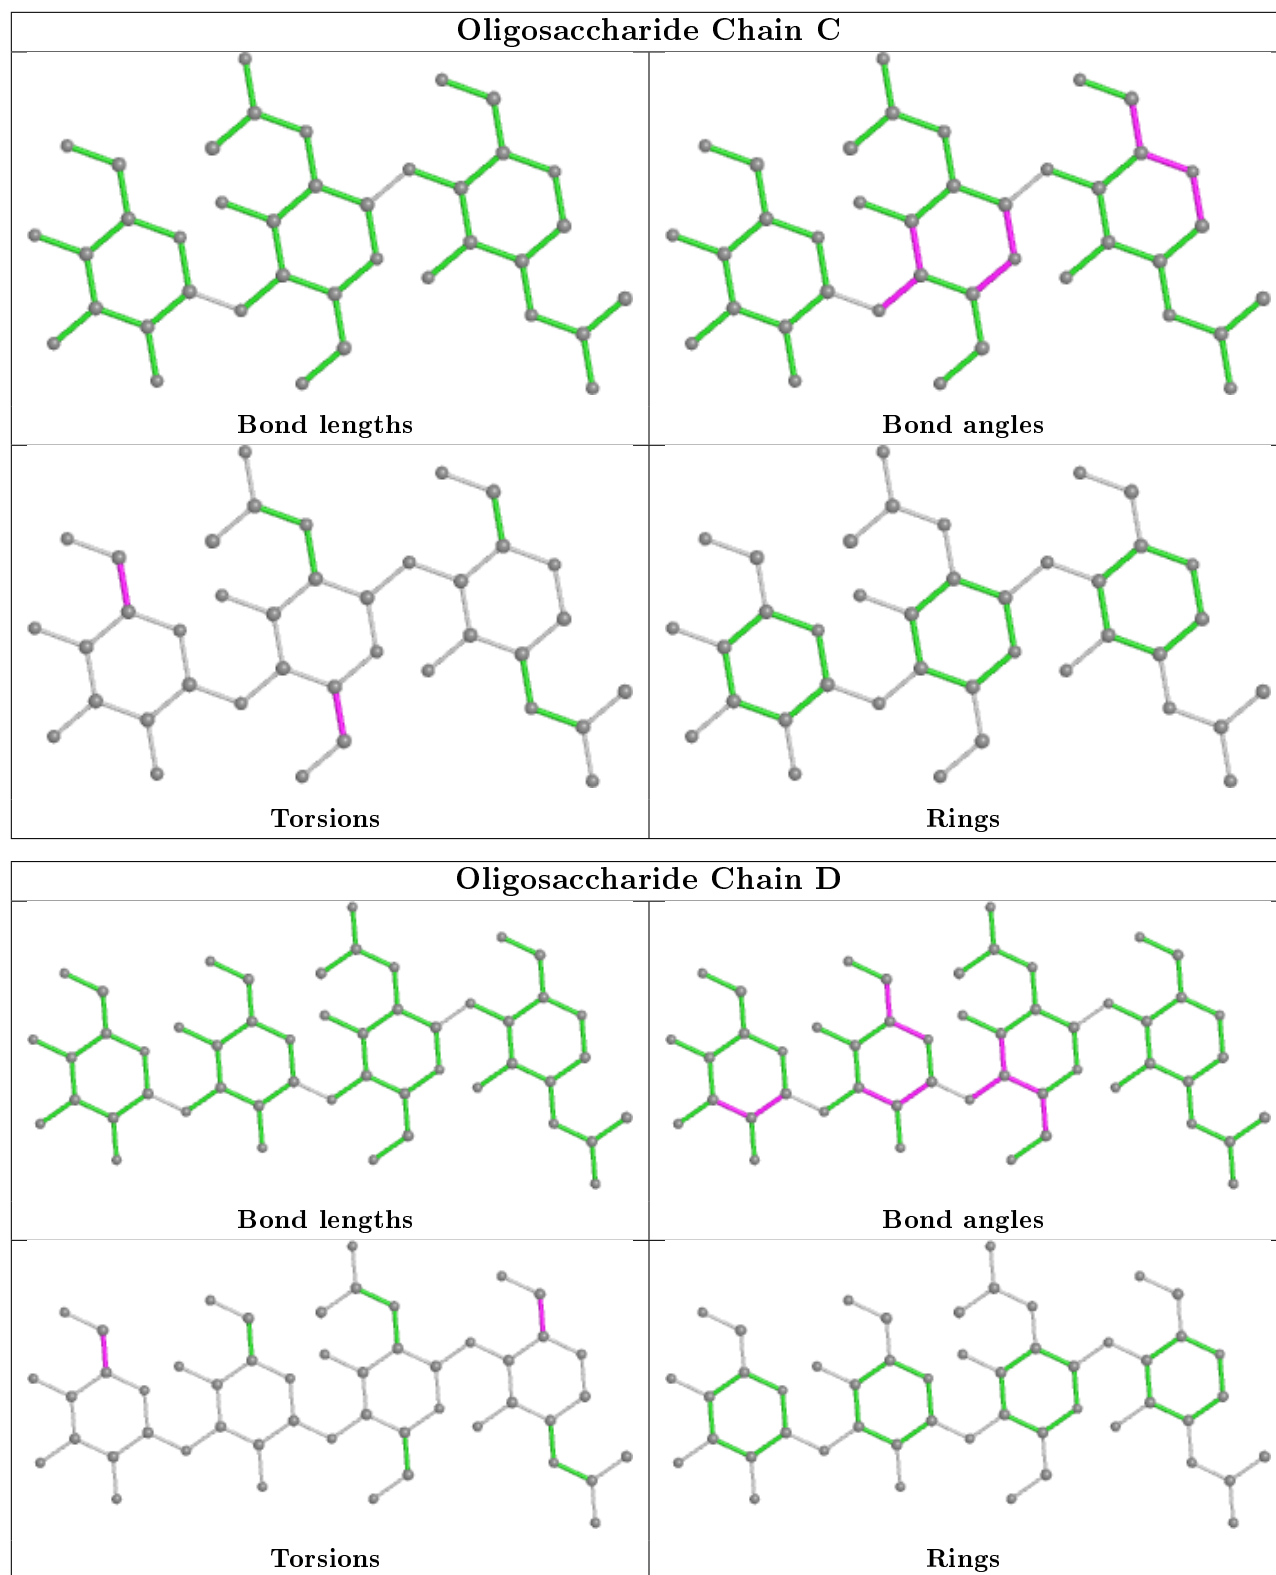 Oligosaccharide Chain C
Bond lengths
Bond angles
Torsions
Rings
Oligosaccharide Chain D
Bond lengths
Bond angles
Torsions
Rings